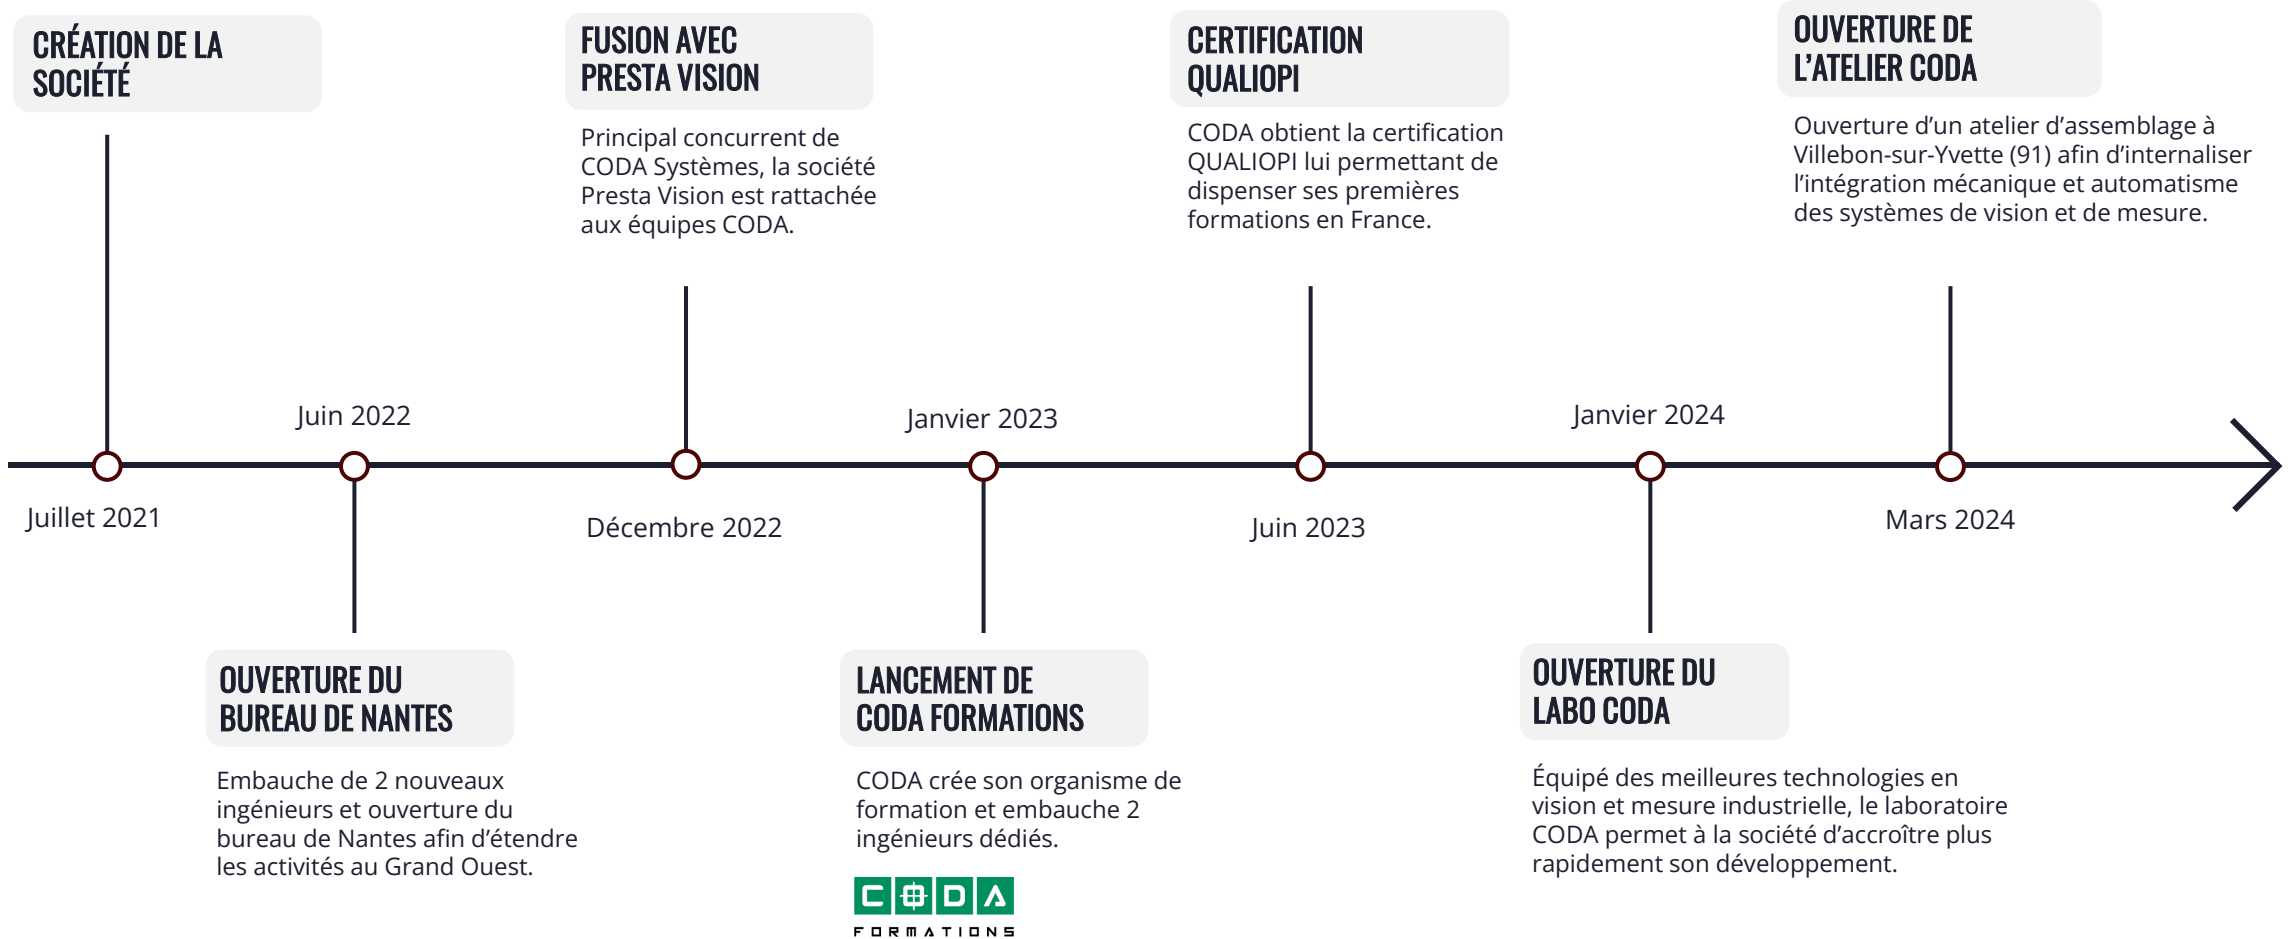 CRÉATION DE LA
SOCIÉTÉ
Juillet 2021
Juin 2022
OUVERTURE DU
BUREAU DE NANTES
Embauche de 2 nouveaux
ingénieurs et ouverture du
bureau de Nantes afin d’étendre
les activités au Grand Ouest.
FUSION AVEC
PRESTA VISION
Principal concurrent de
CODA Systèmes, la société
Presta Vision est rattachée
aux équipes CODA.
Décembre 2022
Janvier 2023
LANCEMENT DE
CODA FORMATIONS
CODA crée son organisme de
formation et embauche 2
ingénieurs dédiés.
CODA
FORMATIONS
CERTIFICATION
QUALIOPI
CODA obtient la certification
QUALIOPI lui permettant de
dispenser ses premières
formations en France.
Juin 2023
Janvier 2024
OUVERTURE DU
LABO CODA
Équipé des meilleures technologies en
vision et mesure industrielle, le laboratoire
CODA permet à la société d’accroître plus
rapidement son développement.
OUVERTURE DE
L’ATELIER CODA
Ouverture d’un atelier d’assemblage à
Villebon-sur-Yvette (91) afin d’internaliser
l’intégration mécanique et automatisme
des systèmes de vision et de mesure.
Mars 2024